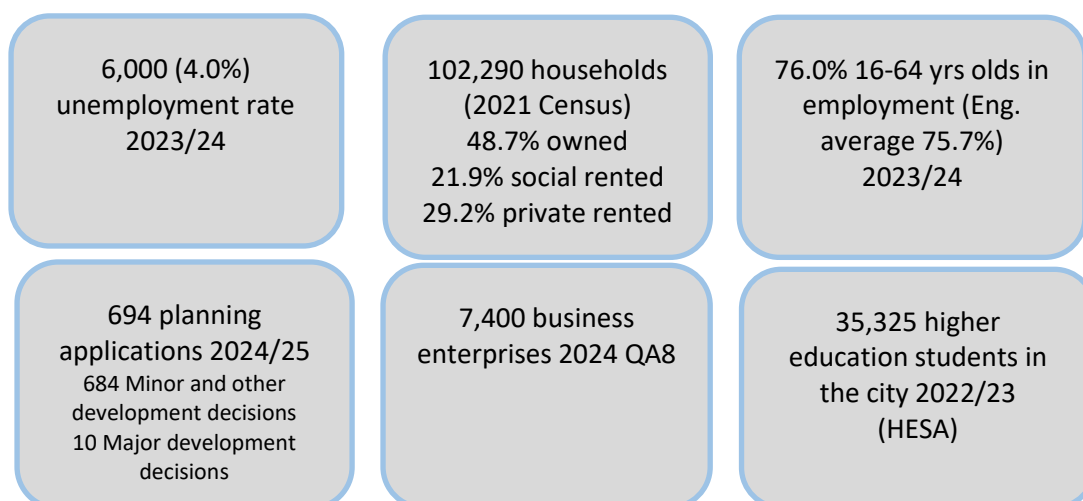 6,000 (4.0%)
unemployment rate
2023/24
102,290 households
(2021 Census)
48.7% owned
21.9% social rented
29.2% private rented
76.0% 16-64 yrs olds in
employment (Eng.
average 75.7%)
2023/24
694 planning
applications 2024/25
684 Minor and other
development decisions
10 Major development
decisions
7,400 business
enterprises 2024 QA8
35,325 higher
education students in
the city 2022/23
(HESA)